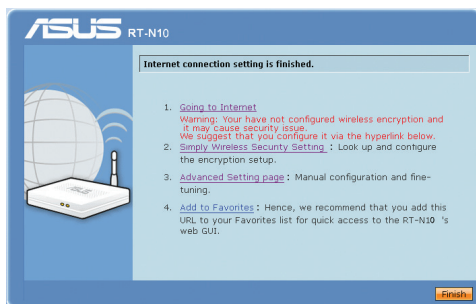 ASUS RT-N10
Internet connection setting is finished.
1. Going to Internet
Warning: Your have not configured wireless encryption and
it may cause security issue.
We suggest that you configure it via the hyperlink below.
2. Simply Wireless Security Setting : Look up and configure
the encryption setup.
3. Advanced Setting page : Manual configuration and fine-
tuning.
4. Add to Favorites : Hence, we recommend that you add this
URL to your Favorites list for quick access to the RT-N10 's
web GUI.
Finish